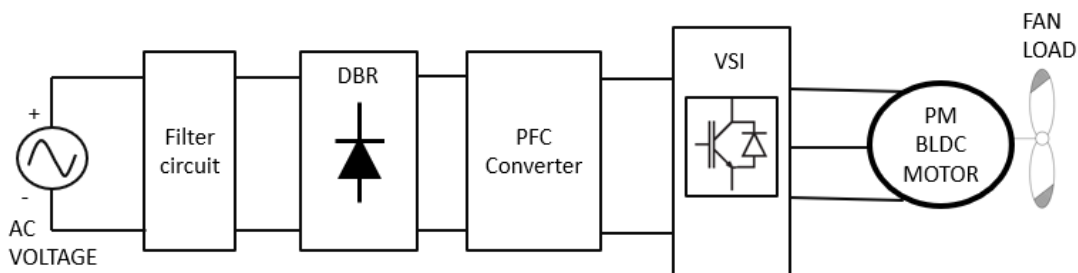 +
-
AC
VOLTAGE
Filter
circuit
DBR
PFC
Converter
VSI
PM
BLDC
MOTOR
FAN
LOAD